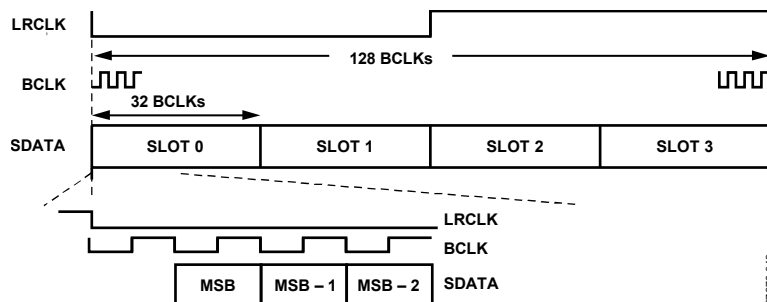 LRCLK
128 BCLKs
BCLK
32 BCLKs
SDATA
SLOT 0 SLOT 1 SLOT 2 SLOT 3
LRCLK
BCLK
MSB MSB – 1 MSB – 2 SDATA